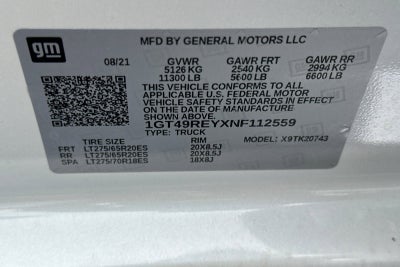 gm
MFD BY GENERAL MOTORS LLC
08/21 GVWR GAWR FRT GAWR RR
5126 KG 2540 KG 2994 KG
11300 LB 5600 LB 6600 LB
THIS VEHICLE CONFORMS TO ALL
APPLICABLE U.S. FEDERAL MOTOR
VEHICLE SAFETY STANDARDS IN EFFECT ON
THE DATE OF MANUFACTURE
SHOWN ABOVE
1GT49REYXNF112559
TYPE: TRUCK MODEL: X9TK20743
TIRE SIZE RIM
FRT LT275/65R20ES 20X8.5J
RR LT275/65R20ES 20X8.5J
SPA LT275/70R18ES 18X8J